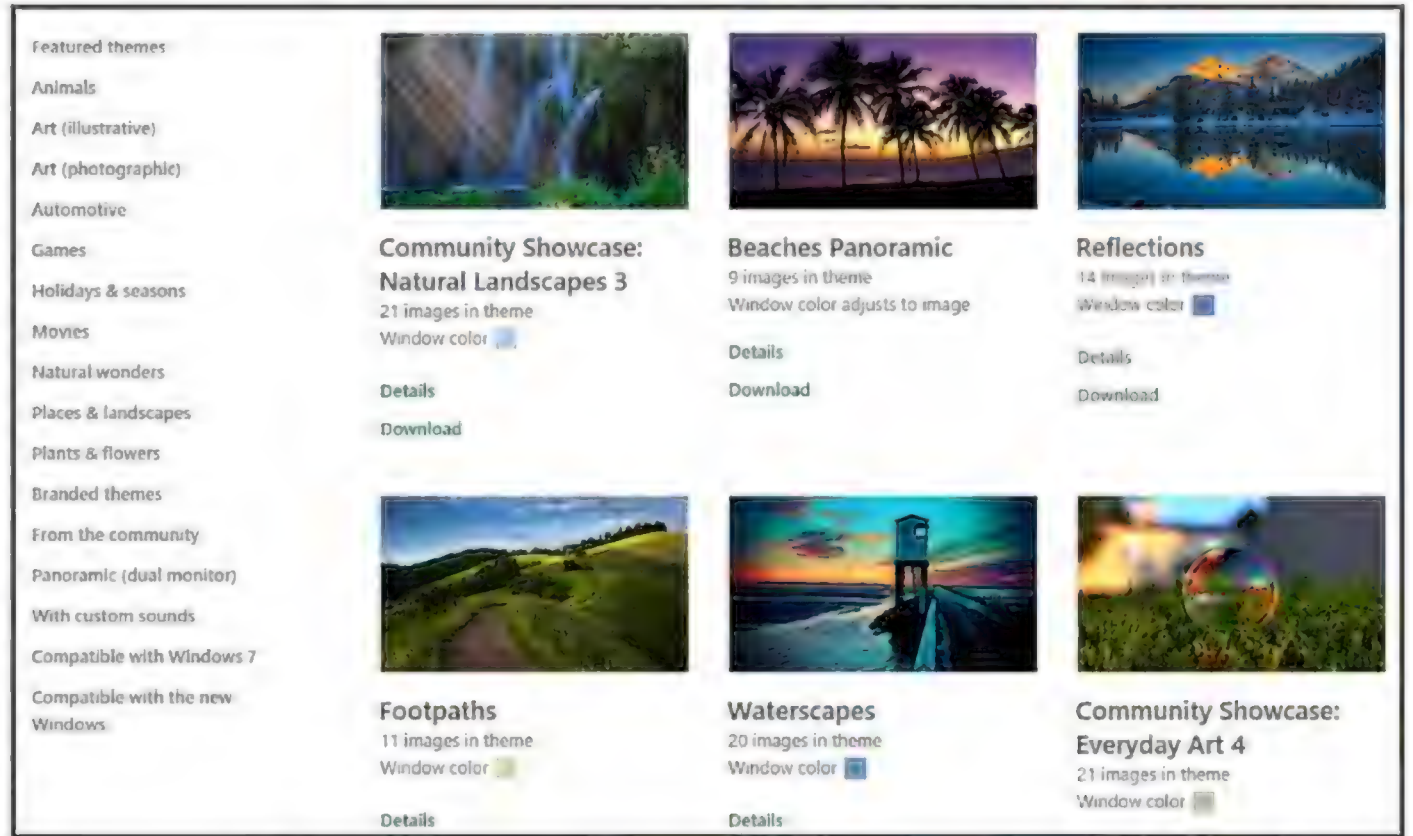 Featured themes
Animals
Art (illustrative)
Art (photographic)
Automotive
Games
Holidays & seasons
Movies
Natural wonders
Places & landscapes
Plants & flowers
Branded themes
From the community
Panoramic (dual monitor)
With custom sounds
Compatible with Windows 7
Compatible with the new
Windows
Community Showcase:
Natural Landscapes 3
21 images in theme
Window color
Details
Download
Beaches Panoramic
9 images in theme
Window color adjusts to image
Details
Download
Reflections
14 images in theme
Window color
Details
Download
Footpaths
11 images in theme
Window color
Details
Waterscapes
20 images in theme
Window color
Details
Community Showcase:
Everyday Art 4
21 images in theme
Window color